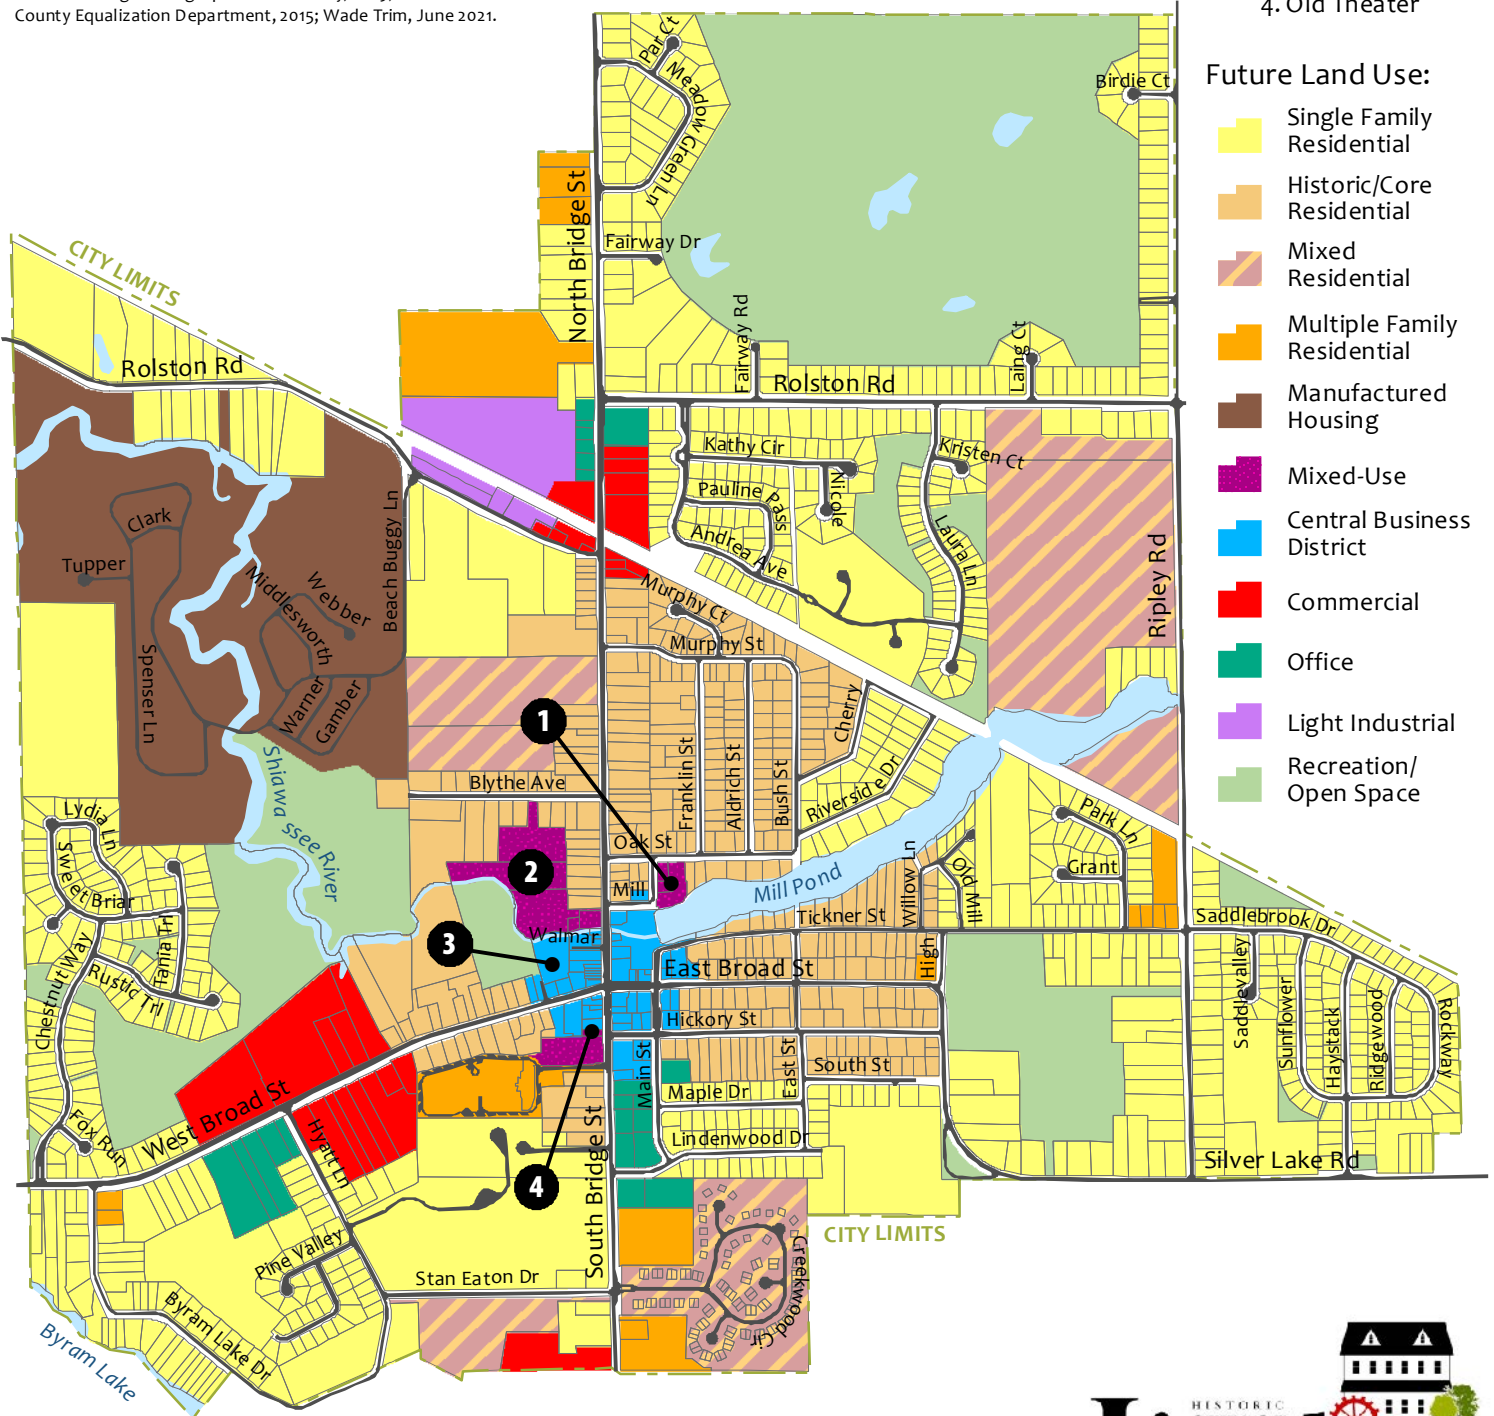 County Equalization Department, 2015; Wade Trim, June 2021.
4. Old Theater
Future Land Use:
Single Family
Residential
Historic/Core
Residential
Mixed
Residential
Multiple Family
Residential
Manufactured
Housing
Mixed-Use
Central Business
District
Commercial
Office
Light Industrial
Recreation/
Open Space
Par Ct
Meadow Green Ln
Birdie Ct
North Bridge St
Fairway Dr
CITY LIMITS
Rolston Rd
Fairway Rd
Laing Ct
Rolston Rd
Kathy Cir
Kristen Ct
Nicole
Pauline Pass
Andrea Ave
Laural Ln
Ripley Rd
Beach Buggy Ln
Clark
Tupper
Middlesworth
Webber
Spenser Ln
Warner
Gamber
Murphy Ct
Murphy St
Cherry
1
Franklin St
Aldrich St
Bush St
Riverside Dr
Blythe Ave
Shiawassee River
Oak St
Park Ln
Grant
Lydia Ln
Sweet Briar
2
Mill
Mill Pond
Willow Ln
Old Mill
Tania Trl
Tickner St
Saddlebrook Dr
3
Walmar
East Broad St
High
Chestnut Way
Rustic Trl
Saddlevalley
Sunflower
Haystack
Ridgewood
Rockway
Hickory St
Main St
East St
South St
Maple Dr
West Broad St
Hyatt Ln
Fox Run
Lindenwood Dr
4
South Bridge St
Silver Lake Rd
CITY LIMITS
Pine Valley
Stan Eaton Dr
Creekwood Cir
Byram Lake Dr
Byram Lake
HISTORIC